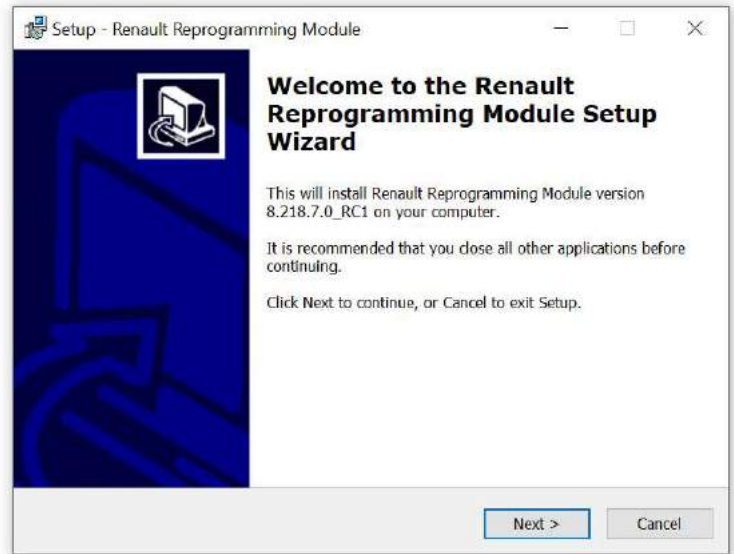 Setup - Renault Reprogramming Module
Welcome to the Renault
Reprogramming Module Setup
Wizard
This will install Renault Reprogramming Module version
8.218.7.0_RC1 on your computer.
It is recommended that you close all other applications before
continuing.
Click Next to continue, or Cancel to exit Setup.
Next >
Cancel